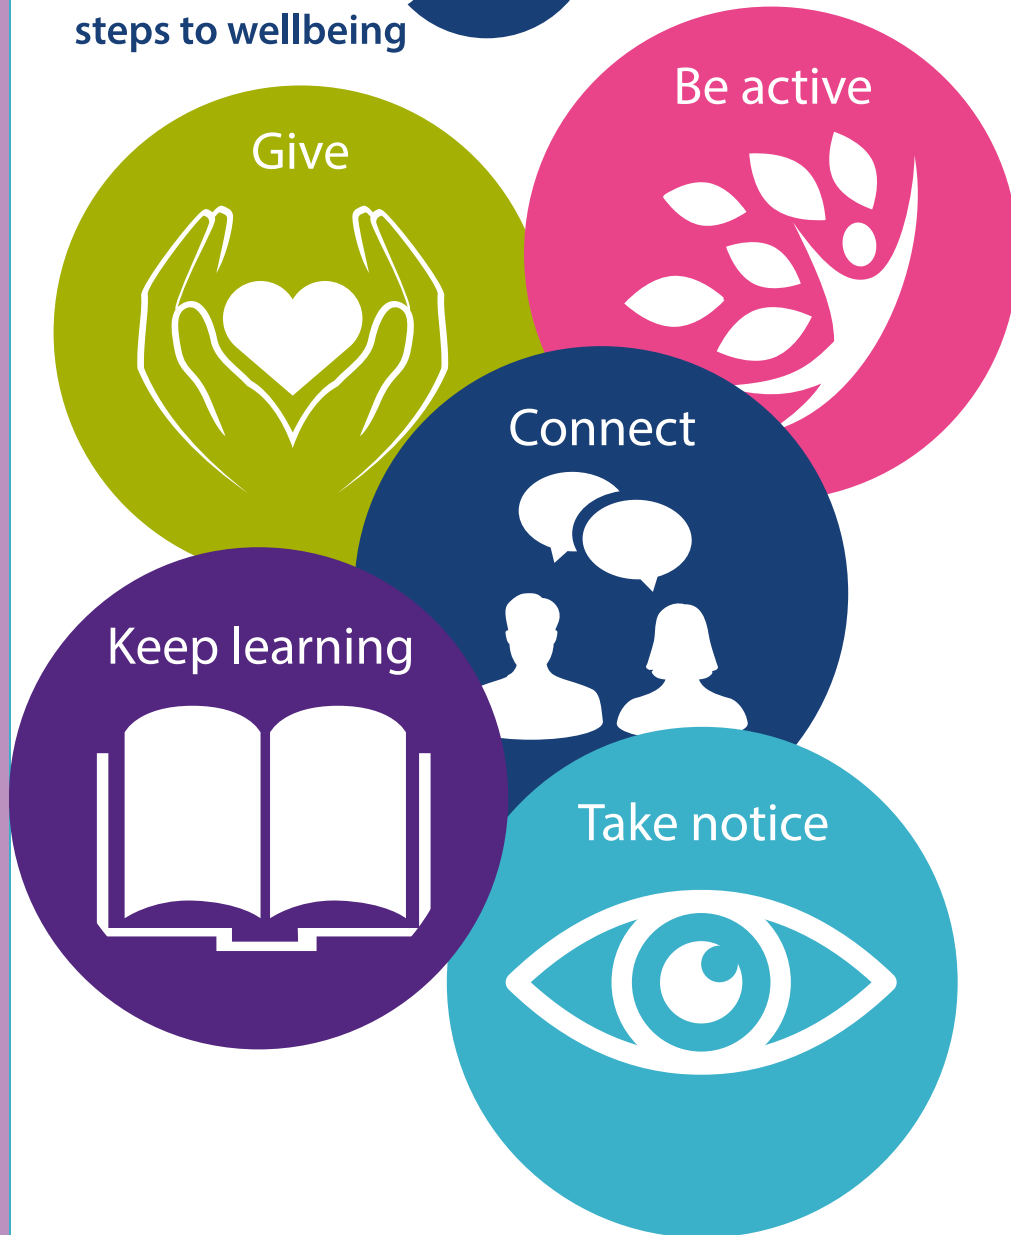 steps to wellbeing
Be active
Give
Connect
Keep learning
Take notice